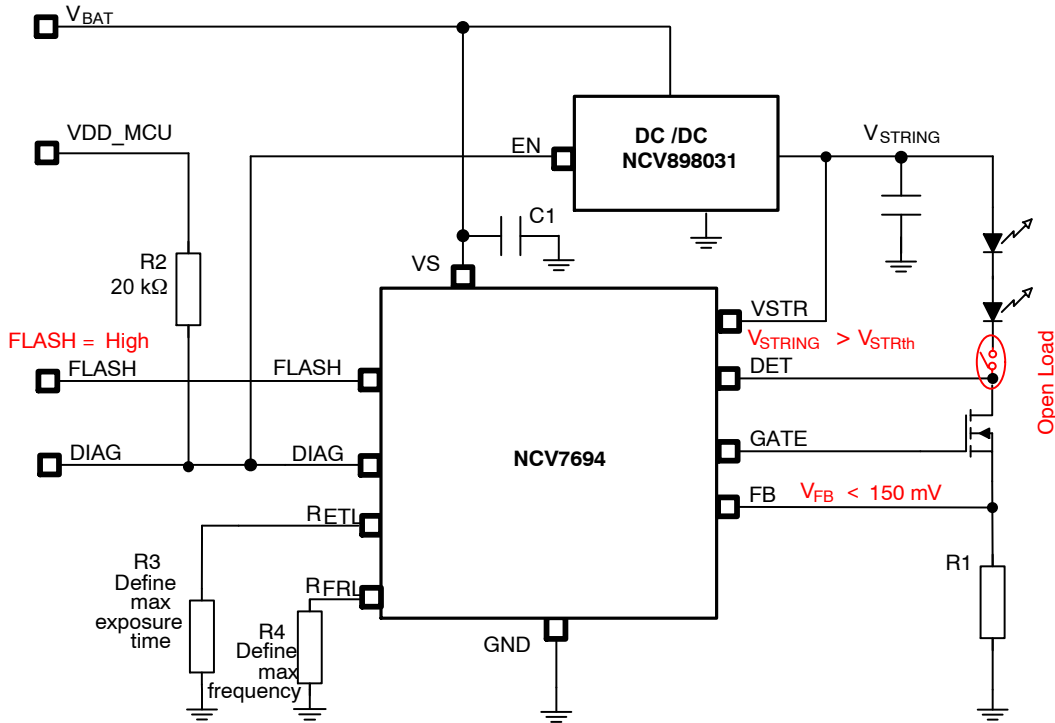 VBAT
VDD_MCU
EN
DC /DC
NCV898031
VSTRING
C1
R2
20 kΩ
VS
VSTR
FLASH = High
VSTRING > VSTRth
FLASH
FLASH
DET
Open Load
DIAG
DIAG
NCV7694
GATE
FB
VFB < 150 mV
RETL
R3
Define
max
exposure
time
RFRL
R1
R4
Define
max
frequency
GND